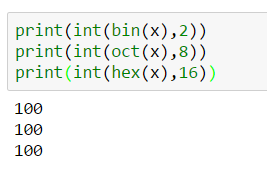 print(int(bin(x),2))
print(int(oct(x),8))
print(int(hex(x),16))
100
100
100